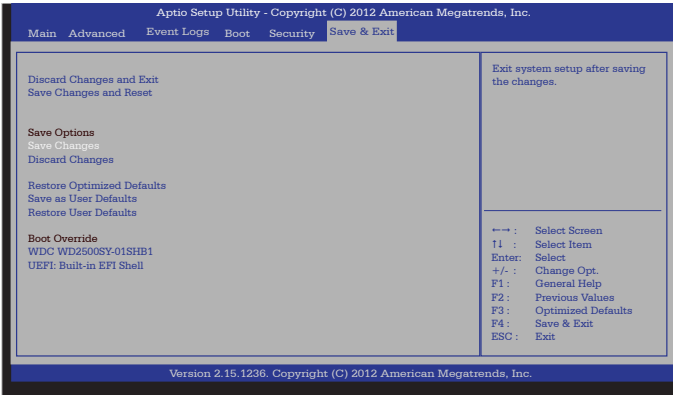 Aptio Setup Utility - Copyright (C) 2012 American Megatrends, Inc.
Main Advanced Event Logs Boot Security Save & Exit
Discard Changes and Exit
Save Changes and Reset
Save Options
Save Changes
Discard Changes
Restore Optimized Defaults
Save as User Defaults
Restore User Defaults
Boot Override
WDC WD2500SY-01SHB1
UEFI: Built-in EFI Shell
Exit system setup after saving
the changes.
←→ : Select Screen
↑↓ : Select Item
Enter: Select
+/- : Change Opt.
F1 : General Help
F2 : Previous Values
F3 : Optimized Defaults
F4 : Save & Exit
ESC : Exit
Version 2.15.1236. Copyright (C) 2012 American Megatrends, Inc.